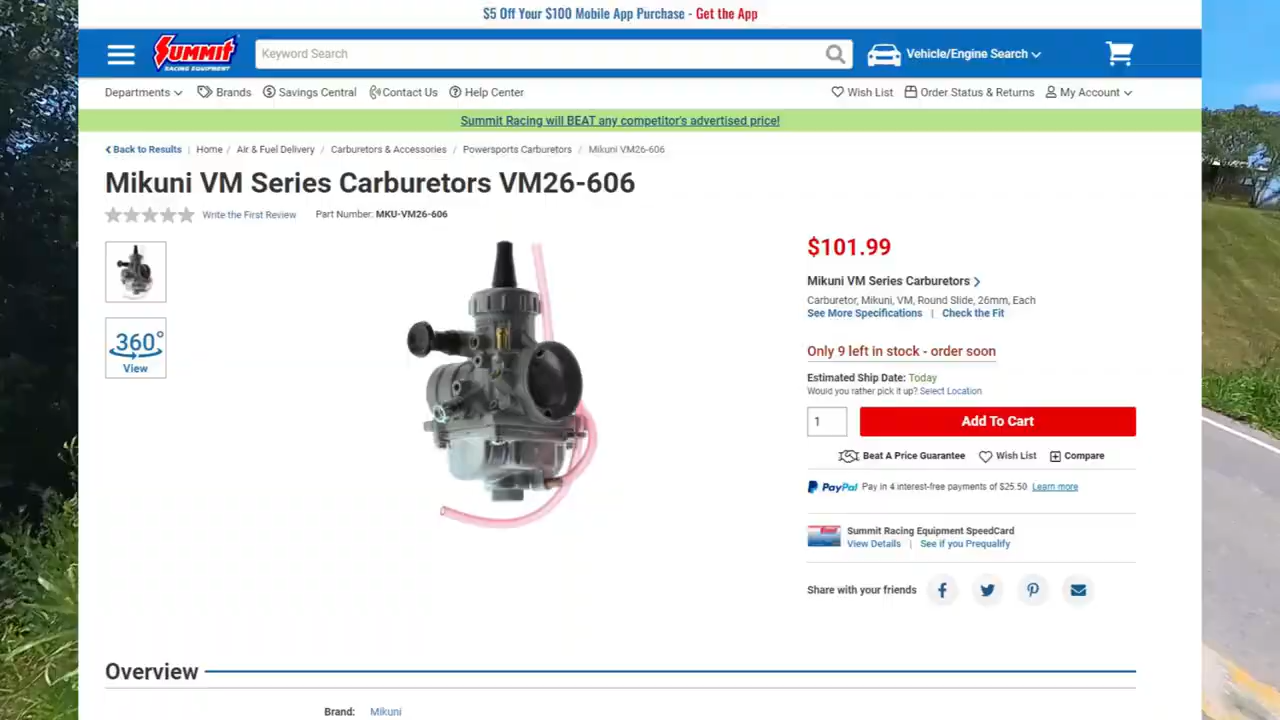 $5 Off Your $100 Mobile App Purchase - Get the App
SUMMIT
RACING EQUIPMENT
Keyword Search
Vehicle/Engine Search
Departments
Brands
Savings Central
Contact Us
Help Center
Wish List
Order Status & Returns
My Account
Summit Racing will BEAT any competitor's advertised price!
Back to Results | Home / Air & Fuel Delivery / Carburetors & Accessories / Powersports Carburetors / Mikuni VM26-606
Mikuni VM Series Carburetors VM26-606
Write the First Review
Part Number: MKU-VM26-606
360°
View
$101.99
Mikuni VM Series Carburetors
Carburetor, Mikuni, VM, Round Slide, 26mm, Each
See More Specifications | Check the Fit
Only 9 left in stock - order soon
Estimated Ship Date: Today
Would you rather pick it up? Select Location
1
Add To Cart
Beat A Price Guarantee
Wish List
Compare
PayPal Pay in 4 interest-free payments of $25.50 Learn more
Summit Racing Equipment SpeedCard
View Details | See if you Prequalify
Share with your friends
Overview
Brand: Mikuni